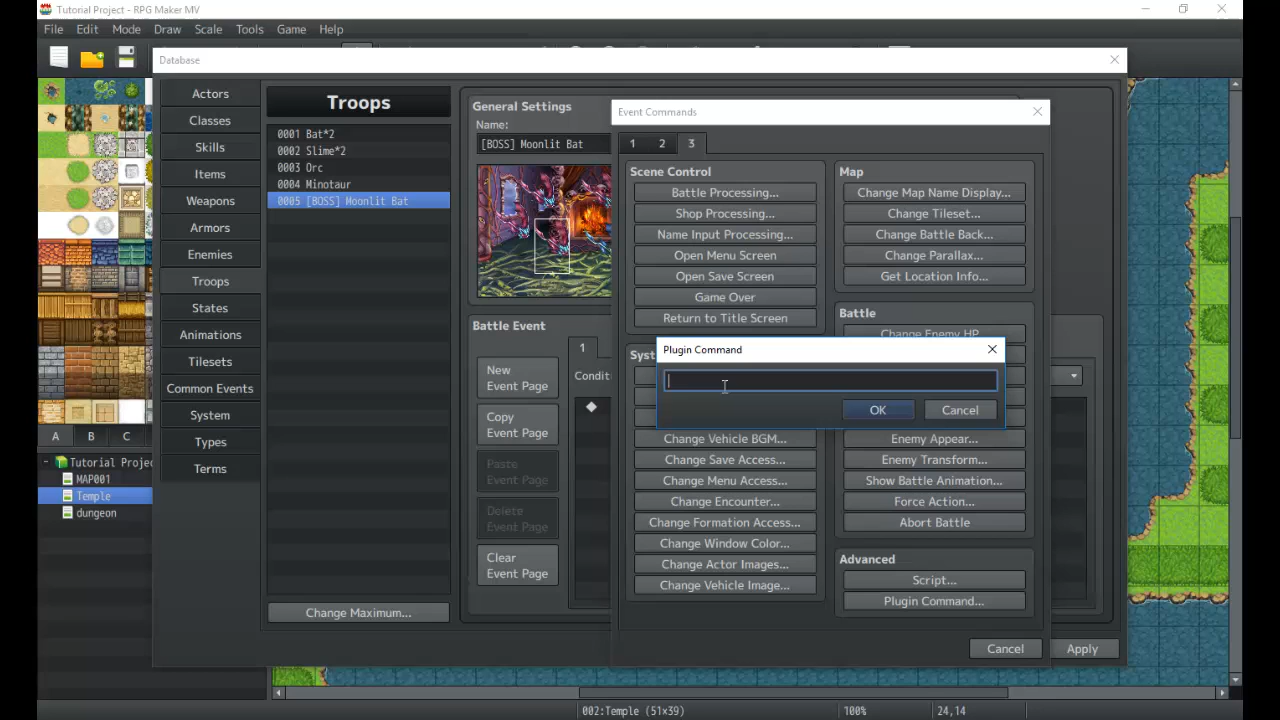 Tutorial Project - RPG Maker MV
File Edit Mode Draw Scale Tools Game Help
Database
Actors
Classes
Skills
Items
Weapons
Armors
Enemies
Troops
States
Animations
Tilesets
Common Events
System
Types
Terms
Troops
0001 Bat*2
0002 Slime*2
0003 Orc
0004 Minotaur
0005 [BOSS] Moonlit Bat
Change Maximum...
General Settings
Name:
[BOSS] Moonlit Bat
Battle Event
New
Event Page
Copy
Event Page
Paste
Event Page
Delete
Event Page
Clear
Event Page
1
Condit
Event Commands
1 2 3
Scene Control
Battle Processing...
Shop Processing...
Name Input Processing...
Open Menu Screen
Open Save Screen
Game Over
Return to Title Screen
Syst
Change Vehicle BGM...
Change Save Access...
Change Menu Access...
Change Encounter...
Change Formation Access...
Change Window Color...
Change Actor Images...
Change Vehicle Image...
Map
Change Map Name Display...
Change Tileset...
Change Battle Back...
Change Parallax...
Get Location Info...
Battle
Change Enemy HP
Enemy Appear...
Enemy Transform...
Show Battle Animation...
Force Action...
Abort Battle
Advanced
Script...
Plugin Command...
Plugin Command
OK Cancel
Cancel Apply
A B C
Tutorial Projec
MAP001
Temple
dungeon
002:Temple (51x39) 100% 24,14